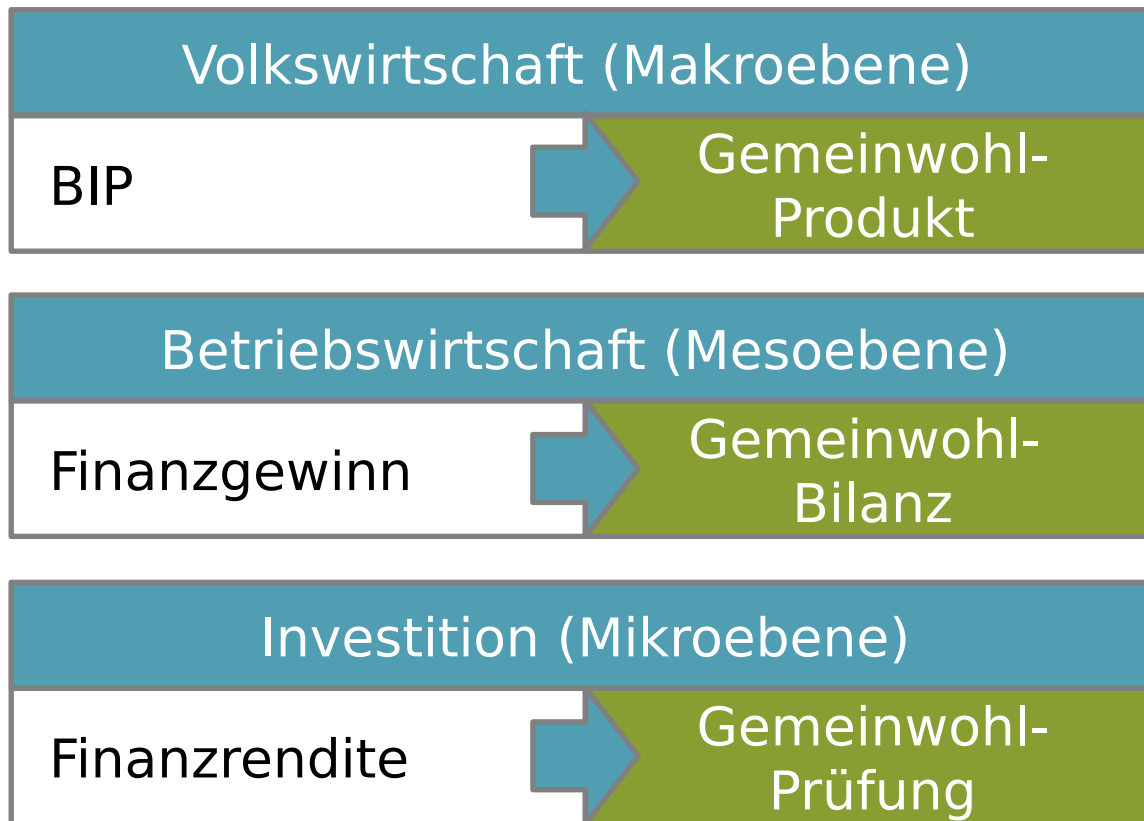 Volkswirtschaft (Makroebene)
BIP
Gemeinwohl-
Produkt
Betriebswirtschaft (Mesoebene)
Finanzgewinn
Gemeinwohl-
Bilanz
Investition (Mikroebene)
Finanzrendite
Gemeinwohl-
Prüfung